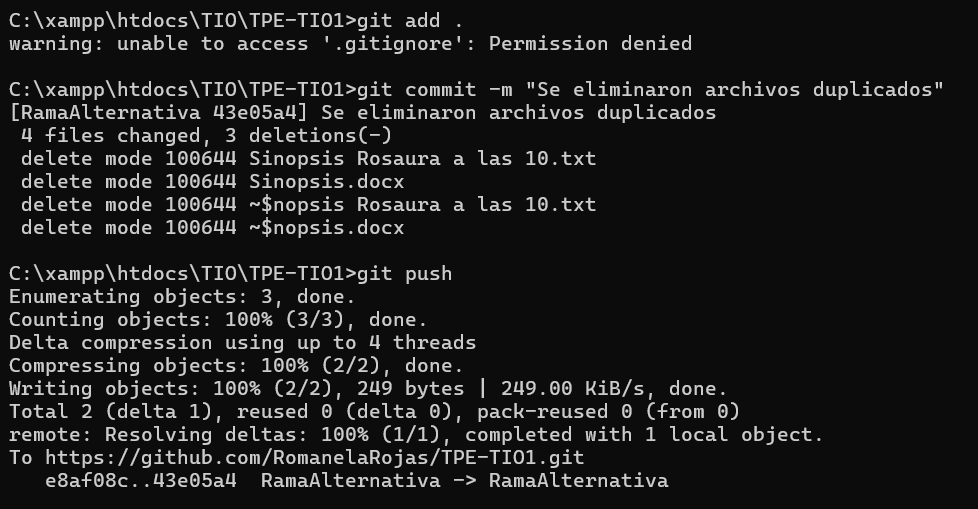 C:\xampp\htdocs\TIO\TPE-TIO1>git add .
warning: unable to access '.gitignore': Permission denied
C:\xampp\htdocs\TIO\TPE-TIO1>git commit -m "Se eliminaron archivos duplicados"
[RamaAlternativa 43e05a4] Se eliminaron archivos duplicados
 4 files changed, 3 deletions(-)
 delete mode 100644 Sinopsis Rosaura a las 10.txt
 delete mode 100644 Sinopsis.docx
 delete mode 100644 ~$nopsis Rosaura a las 10.txt
 delete mode 100644 ~$nopsis.docx
C:\xampp\htdocs\TIO\TPE-TIO1>git push
Enumerating objects: 3, done.
Counting objects: 100% (3/3), done.
Delta compression using up to 4 threads
Compressing objects: 100% (2/2), done.
Writing objects: 100% (2/2), 249 bytes | 249.00 KiB/s, done.
Total 2 (delta 1), reused 0 (delta 0), pack-reused 0 (from 0)
remote: Resolving deltas: 100% (1/1), completed with 1 local object.
To https://github.com/RomanelaRojas/TPE-TIO1.git
   e8af08c..43e05a4  RamaAlternativa -> RamaAlternativa